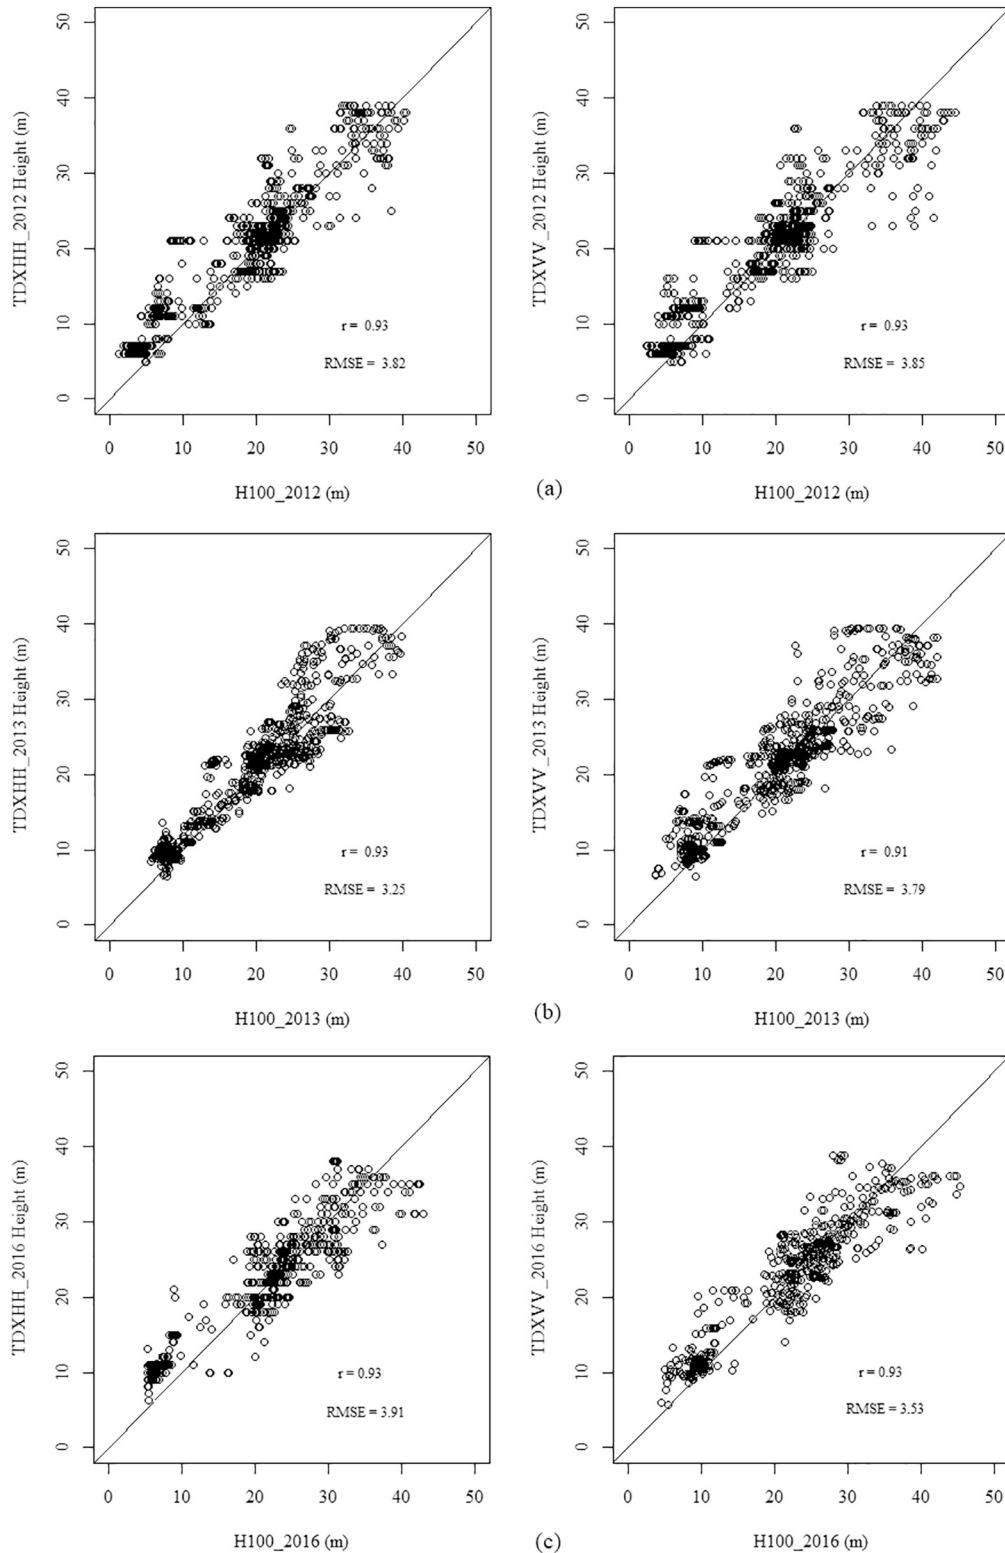 50
40
30
20
10
0
TDXHH_2012 Height (m)
r = 0.93
RMSE = 3.82
0 10 20 30 40 50
H100_2012 (m)
50
40
30
20
10
0
TDXVV_2012 Height (m)
r = 0.93
RMSE = 3.85
0 10 20 30 40 50
H100_2012 (m)
(a)
50
40
30
20
10
0
TDXHH_2013 Height (m)
r = 0.93
RMSE = 3.25
0 10 20 30 40 50
H100_2013 (m)
50
40
30
20
10
0
TDXVV_2013 Height (m)
r = 0.91
RMSE = 3.79
0 10 20 30 40 50
H100_2013 (m)
(b)
50
40
30
20
10
0
TDXHH_2016 Height (m)
r = 0.93
RMSE = 3.91
0 10 20 30 40 50
H100_2016 (m)
50
40
30
20
10
0
TDXVV_2016 Height (m)
r = 0.93
RMSE = 3.53
0 10 20 30 40 50
H100_2016 (m)
(c)